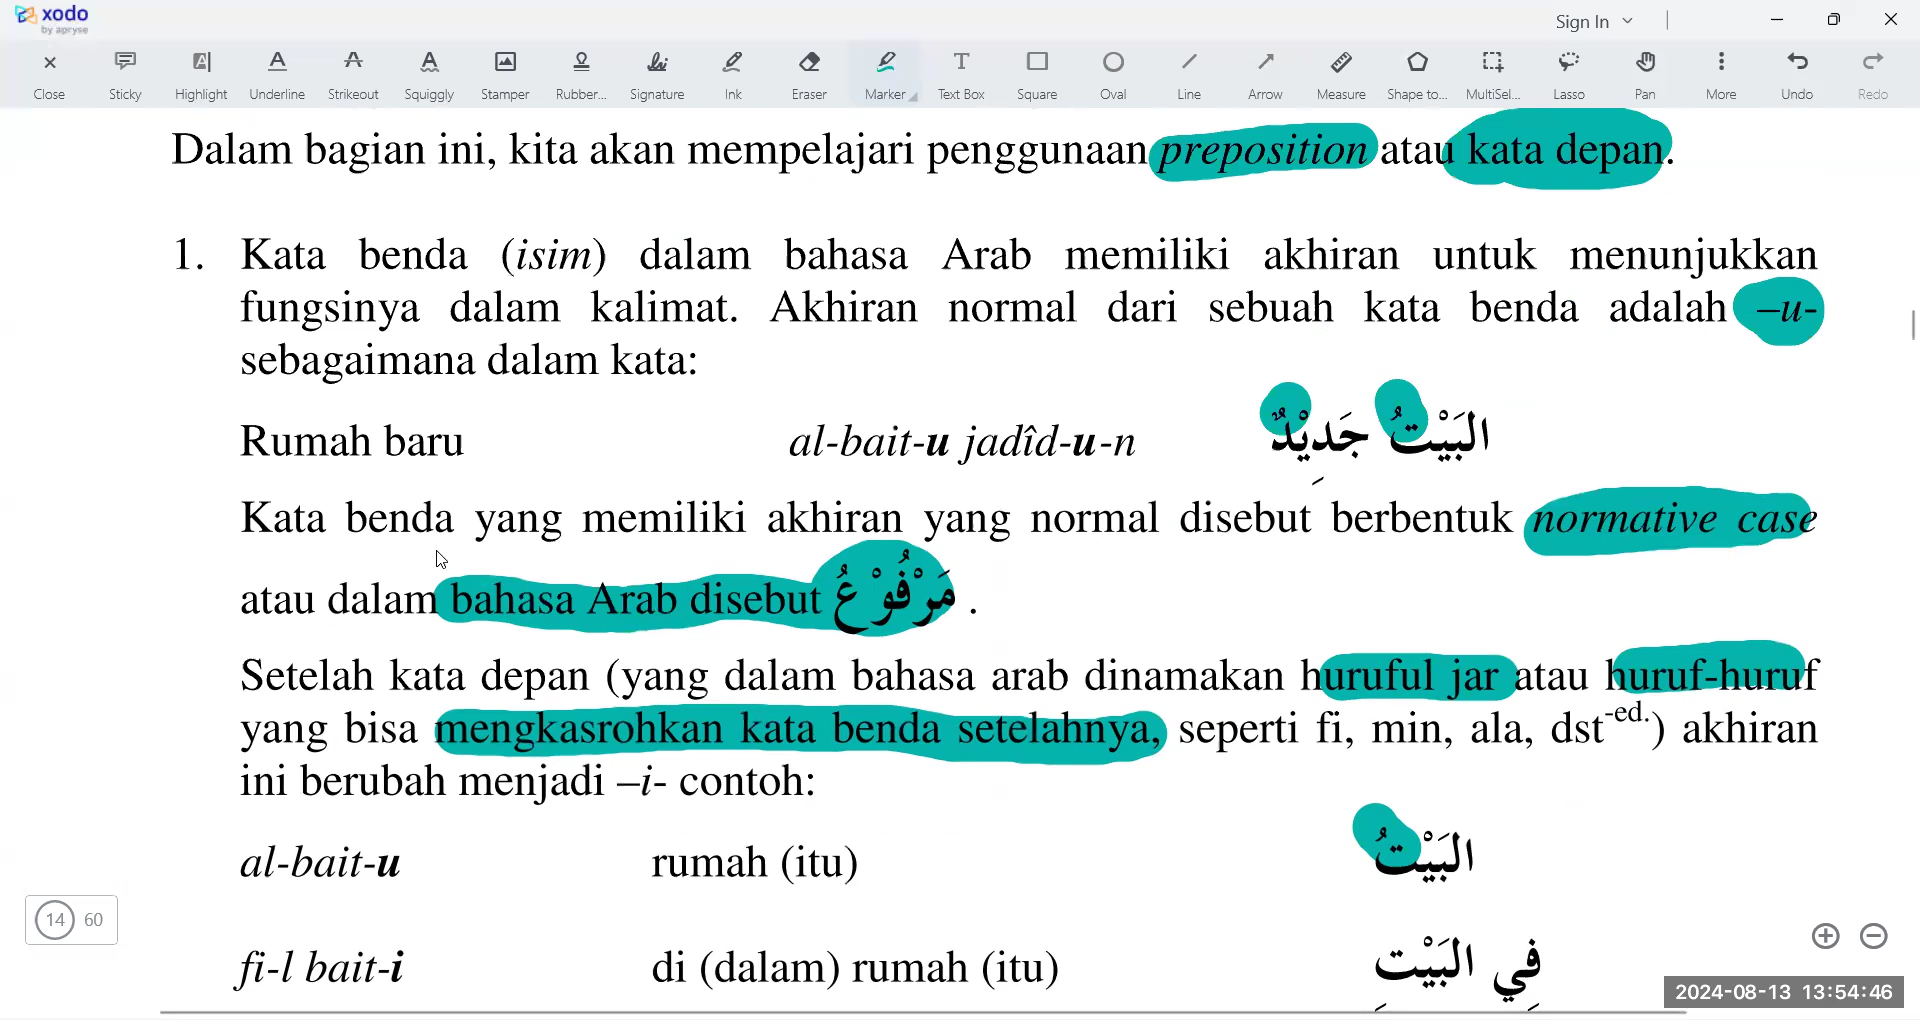 xodo
by apryse
Sign In
Close Sticky Highlight Underline Strikeout Squiggly Stamper Rubber... Signature Ink Eraser Marker Text Box Square Oval Line Arrow Measure Shape to... MultiSel... Lasso Pan More Undo Redo
Dalam bagian ini, kita akan mempelajari penggunaan preposition atau kata depan.
1. Kata benda (isim) dalam bahasa Arab memiliki akhiran untuk menunjukkan
fungsinya dalam kalimat. Akhiran normal dari sebuah kata benda adalah –u-
sebagaimana dalam kata:
Rumah baru al-bait-u jadîd-u-n البَيْتُ جَدِيْدٌ
Kata benda yang memiliki akhiran yang normal disebut berbentuk normative case
atau dalam bahasa Arab disebut مَرْفُوْعُ .
Setelah kata depan (yang dalam bahasa arab dinamakan huruful jar atau huruf-huruf
yang bisa mengkasrohkan kata benda setelahnya, seperti fi, min, ala, dst-ed.) akhiran
ini berubah menjadi –i- contoh:
al-bait-u rumah (itu) البَيْتُ
fi-l bait-i di (dalam) rumah (itu) فِي البَيْتِ
14 60
2024-08-13 13:54:46